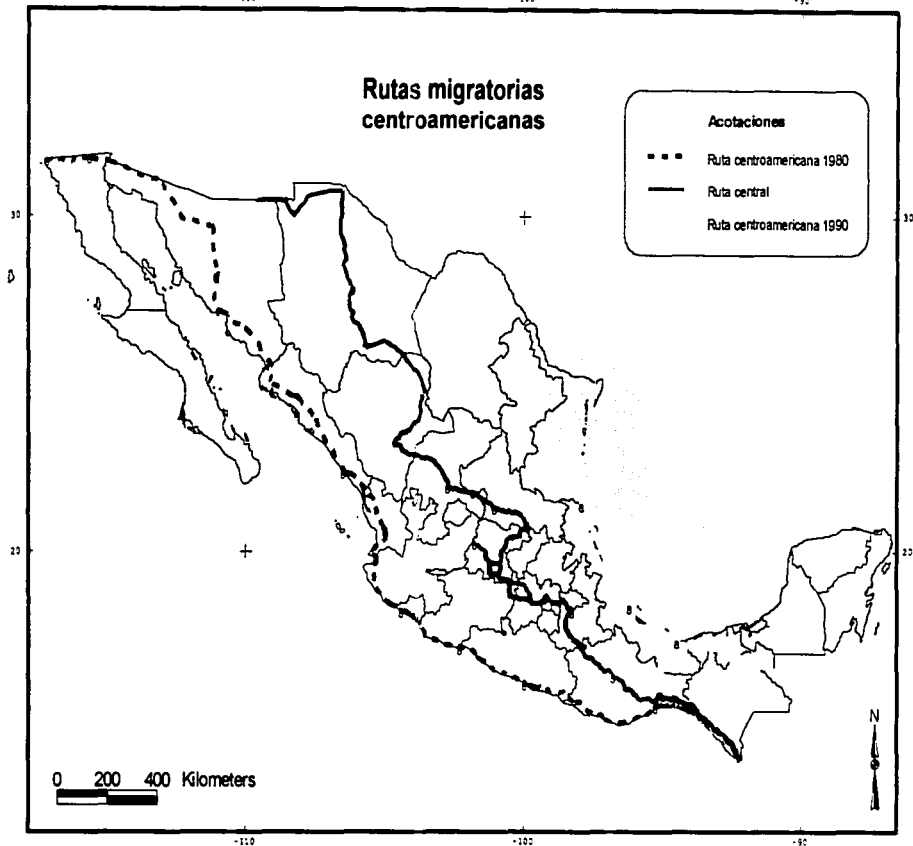 Rutas migratorias
centroamericanas
Acotaciones
Ruta centroamericana 1980
Ruta central
Ruta centroamericana 1990
30
30
20
20
N
0 200 400 Kilometers
-110
-100
-90